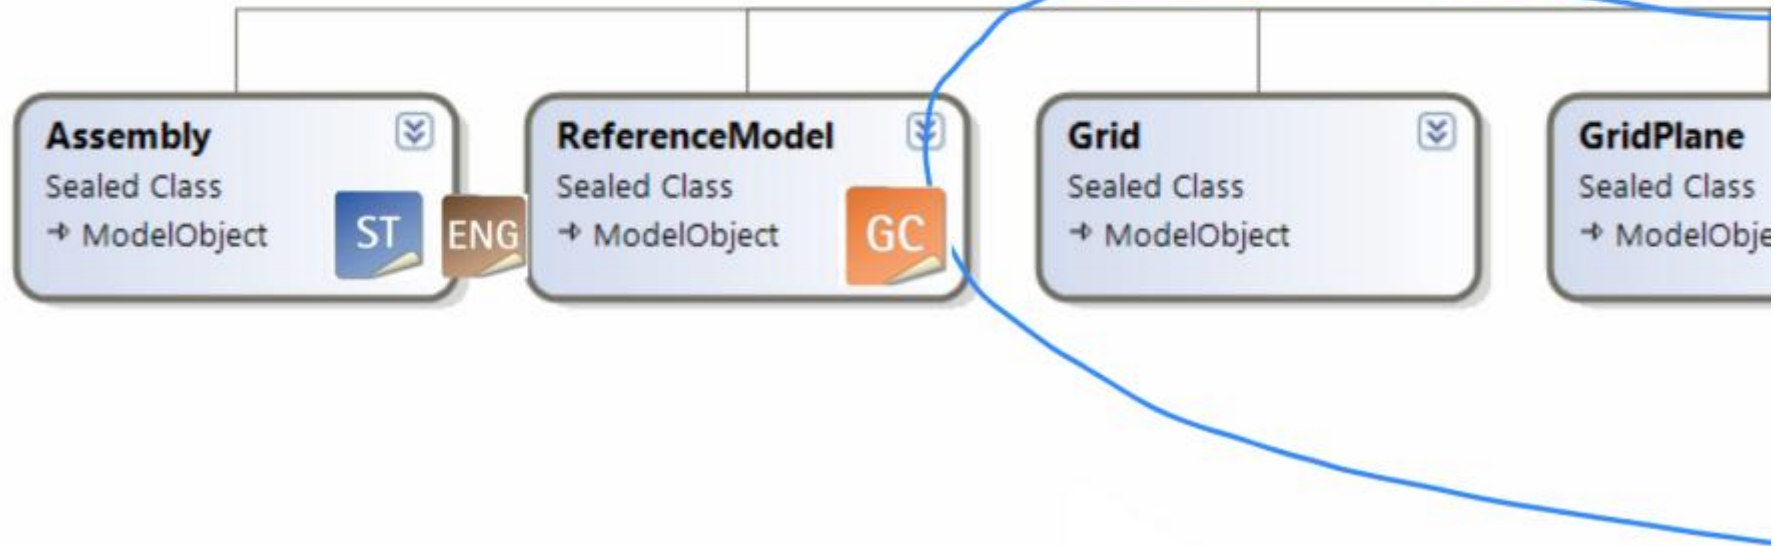 Assembly
Sealed Class
ModelObject
ST
ENG
ReferenceModel
Sealed Class
ModelObject
GC
Grid
Sealed Class
ModelObject
GridPlane
Sealed Class
ModelObje